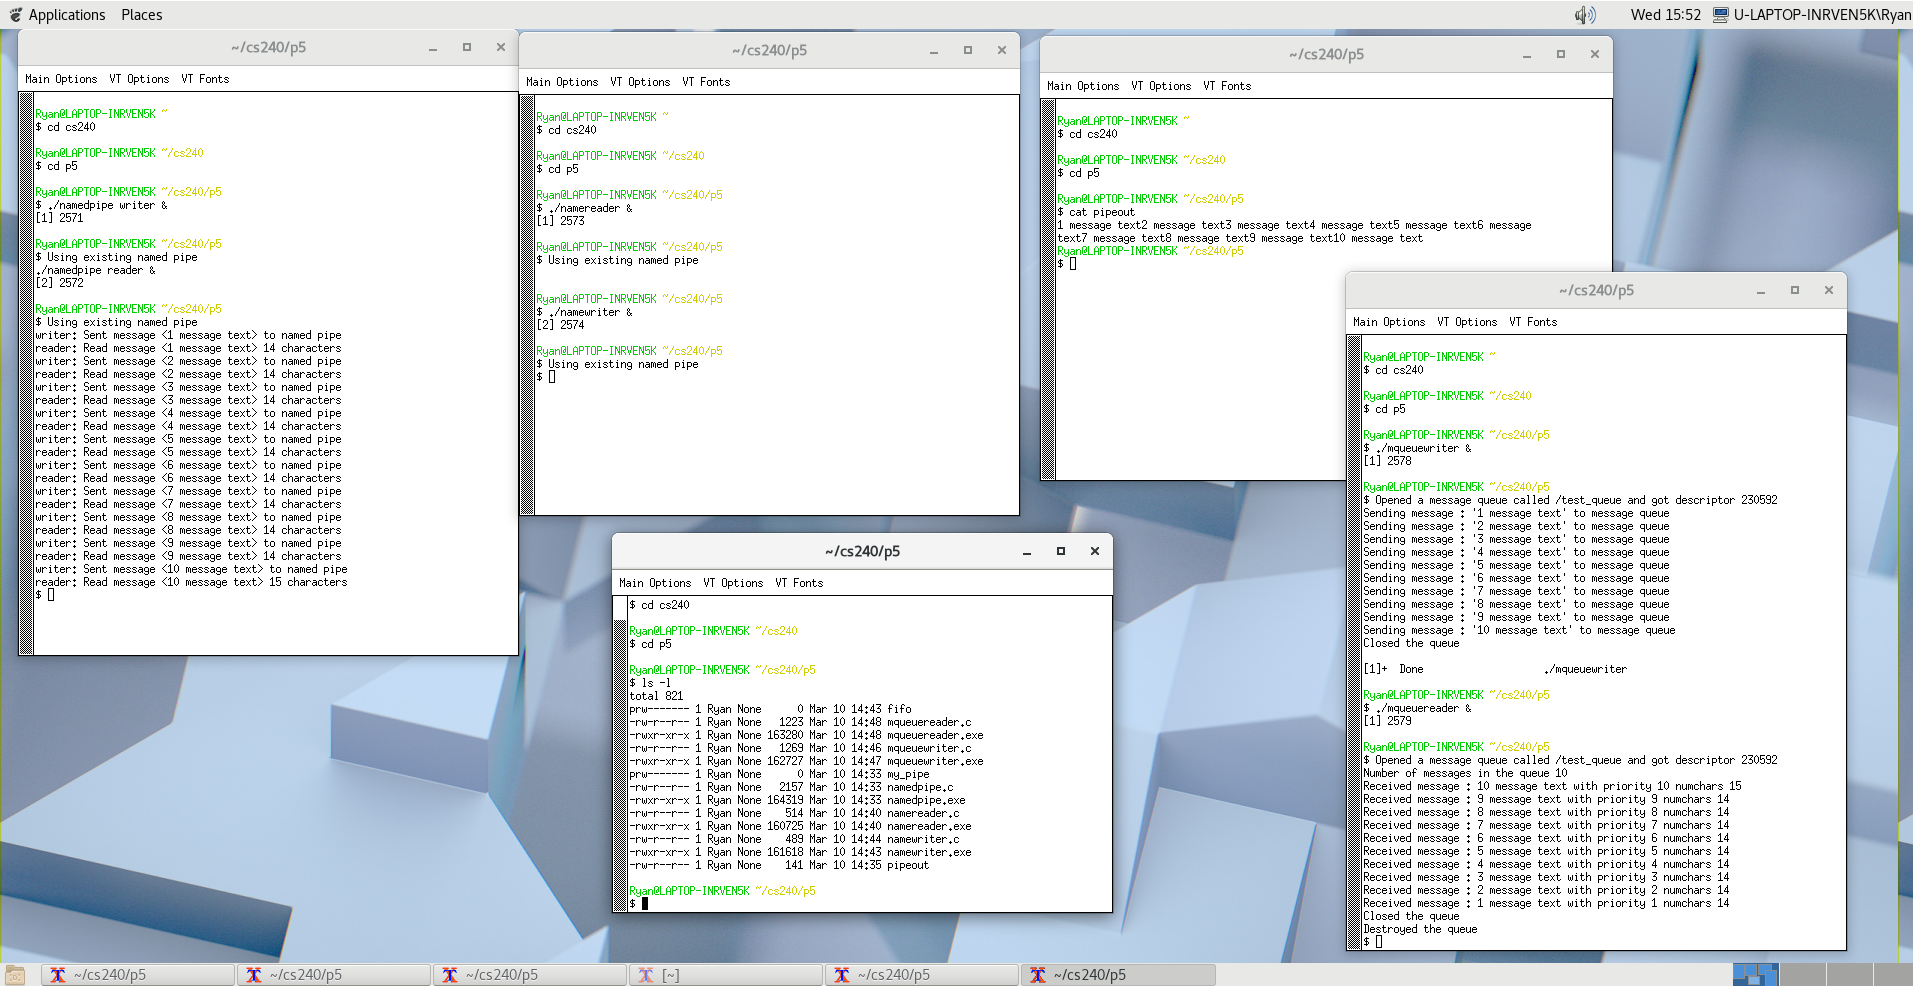 Applications Places Wed 15:52 U-LAPTOP-INRVEN5K\Ryan
~/cs240/p5
Main Options VT Options VT Fonts
Ryan@LAPTOP-INRVEN5K ~
$ cd cs240
Ryan@LAPTOP-INRVEN5K ~/cs240
$ cd p5
Ryan@LAPTOP-INRVEN5K ~/cs240/p5
$ ./namedpipe writer &
[1] 2571
Ryan@LAPTOP-INRVEN5K ~/cs240/p5
$ Using existing named pipe
./namedpipe reader &
[2] 2572
Ryan@LAPTOP-INRVEN5K ~/cs240/p5
$ Using existing named pipe
writer: Sent message <1 message text> to named pipe
reader: Read message <1 message text> 14 characters
writer: Sent message <2 message text> to named pipe
reader: Read message <2 message text> 14 characters
writer: Sent message <3 message text> to named pipe
reader: Read message <3 message text> 14 characters
writer: Sent message <4 message text> to named pipe
reader: Read message <4 message text> 14 characters
writer: Sent message <5 message text> to named pipe
reader: Read message <5 message text> 14 characters
writer: Sent message <6 message text> to named pipe
reader: Read message <6 message text> 14 characters
writer: Sent message <7 message text> to named pipe
reader: Read message <7 message text> 14 characters
writer: Sent message <8 message text> to named pipe
reader: Read message <8 message text> 14 characters
writer: Sent message <9 message text> to named pipe
reader: Read message <9 message text> 14 characters
writer: Sent message <10 message text> to named pipe
reader: Read message <10 message text> 15 characters
$
~/cs240/p5
Main Options VT Options VT Fonts
Ryan@LAPTOP-INRVEN5K ~
$ cd cs240
Ryan@LAPTOP-INRVEN5K ~/cs240
$ cd p5
Ryan@LAPTOP-INRVEN5K ~/cs240/p5
$ ./namereader &
[1] 2573
Ryan@LAPTOP-INRVEN5K ~/cs240/p5
$ Using existing named pipe
Ryan@LAPTOP-INRVEN5K ~/cs240/p5
$ ./namewriter &
[2] 2574
Ryan@LAPTOP-INRVEN5K ~/cs240/p5
$ Using existing named pipe
$
~/cs240/p5
Main Options VT Options VT Fonts
Ryan@LAPTOP-INRVEN5K ~
$ cd cs240
Ryan@LAPTOP-INRVEN5K ~/cs240
$ cd p5
Ryan@LAPTOP-INRVEN5K ~/cs240/p5
$ cat pipeout
1 message text2 message text3 message text4 message text5 message text6 message
text7 message text8 message text9 message text10 message text
Ryan@LAPTOP-INRVEN5K ~/cs240/p5
$
~/cs240/p5
Main Options VT Options VT Fonts
Ryan@LAPTOP-INRVEN5K ~
$ cd cs240
Ryan@LAPTOP-INRVEN5K ~/cs240
$ cd p5
Ryan@LAPTOP-INRVEN5K ~/cs240/p5
$ ./mqueuewriter &
[1] 2578
Ryan@LAPTOP-INRVEN5K ~/cs240/p5
$ Opened a message queue called /test_queue and got descriptor 230592
Sending message : '1 message text' to message queue
Sending message : '2 message text' to message queue
Sending message : '3 message text' to message queue
Sending message : '4 message text' to message queue
Sending message : '5 message text' to message queue
Sending message : '6 message text' to message queue
Sending message : '7 message text' to message queue
Sending message : '8 message text' to message queue
Sending message : '9 message text' to message queue
Sending message : '10 message text' to message queue
Closed the queue
[1]+ Done ./mqueuewriter
Ryan@LAPTOP-INRVEN5K ~/cs240/p5
$ ./mqueuereader &
[1] 2579
Ryan@LAPTOP-INRVEN5K ~/cs240/p5
$ Opened a message queue called /test_queue and got descriptor 230592
Number of messages in the queue 10
Received message : 10 message text with priority 10 numchars 15
Received message : 9 message text with priority 9 numchars 14
Received message : 8 message text with priority 8 numchars 14
Received message : 7 message text with priority 7 numchars 14
Received message : 6 message text with priority 6 numchars 14
Received message : 5 message text with priority 5 numchars 14
Received message : 4 message text with priority 4 numchars 14
Received message : 3 message text with priority 3 numchars 14
Received message : 2 message text with priority 2 numchars 14
Received message : 1 message text with priority 1 numchars 14
Closed the queue
Destroyed the queue
$
~/cs240/p5
Main Options VT Options VT Fonts
$ cd cs240
Ryan@LAPTOP-INRVEN5K ~/cs240
$ cd p5
Ryan@LAPTOP-INRVEN5K ~/cs240/p5
$ ls -l
total 821
prw------- 1 Ryan None 0 Mar 10 14:43 fifo
-rw-r--r-- 1 Ryan None 1223 Mar 10 14:48 mqueuereader.c
-rwxr-xr-x 1 Ryan None 163280 Mar 10 14:48 mqueuereader.exe
-rw-r--r-- 1 Ryan None 1269 Mar 10 14:46 mqueuewriter.c
-rwxr-xr-x 1 Ryan None 162727 Mar 10 14:47 mqueuewriter.exe
prw------- 1 Ryan None 0 Mar 10 14:33 my_pipe
-rw-r--r-- 1 Ryan None 2157 Mar 10 14:33 namedpipe.c
-rwxr-xr-x 1 Ryan None 164319 Mar 10 14:33 namedpipe.exe
-rw-r--r-- 1 Ryan None 514 Mar 10 14:40 namereader.c
-rwxr-xr-x 1 Ryan None 160725 Mar 10 14:40 namereader.exe
-rw-r--r-- 1 Ryan None 489 Mar 10 14:44 namewriter.c
-rwxr-xr-x 1 Ryan None 161618 Mar 10 14:43 namewriter.exe
-rw-r--r-- 1 Ryan None 141 Mar 10 14:35 pipeout
Ryan@LAPTOP-INRVEN5K ~/cs240/p5
$
~/cs240/p5 ~/cs240/p5 ~/cs240/p5 [~] ~/cs240/p5 ~/cs240/p5